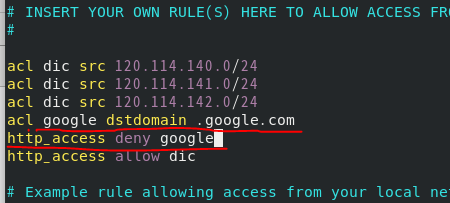 # INSERT YOUR OWN RULE(S) HERE TO ALLOW ACCESS FRO
#
acl dic src 120.114.140.0/24
acl dic src 120.114.141.0/24
acl dic src 120.114.142.0/24
acl google dstdomain .google.com
http_access deny google
http_access allow dic
# Example rule allowing access from your local ne